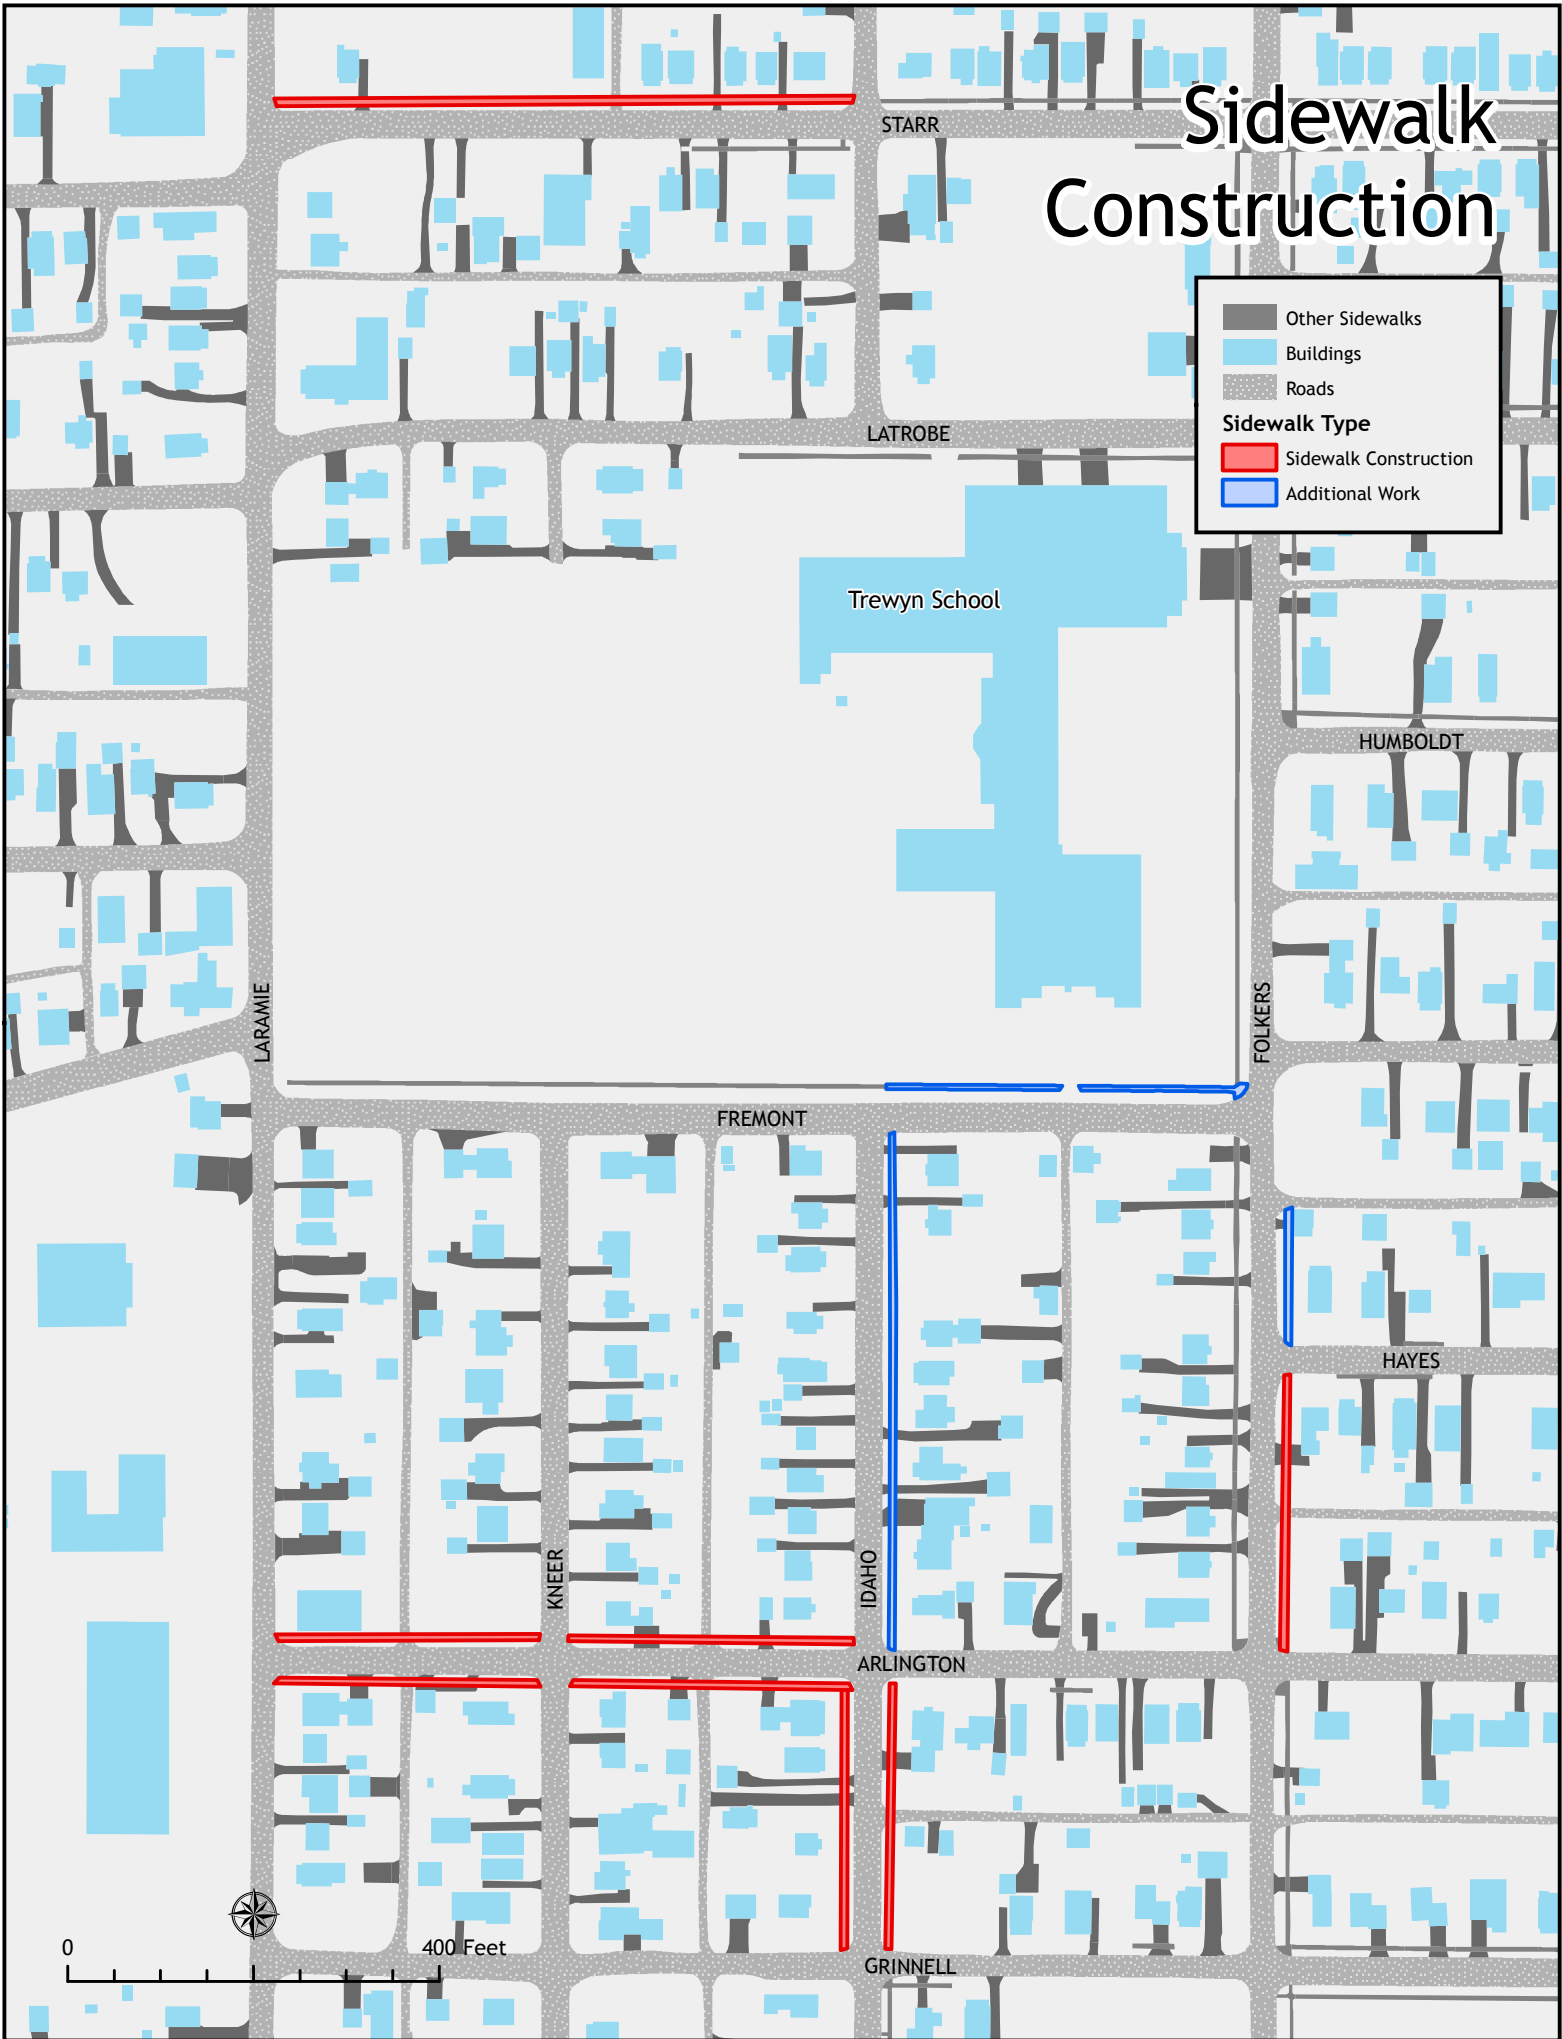 STARR
Sidewalk
Construction
Other Sidewalks
Buildings
Roads
LATROBE
Sidewalk Type
Sidewalk Construction
Additional Work
Trewyn School
HUMBOLDT
LARAMIE
FOLKERS
FREMONT
HAYES
KNEER
IDAHO
ARLINGTON
0
400 Feet
GRINNELL